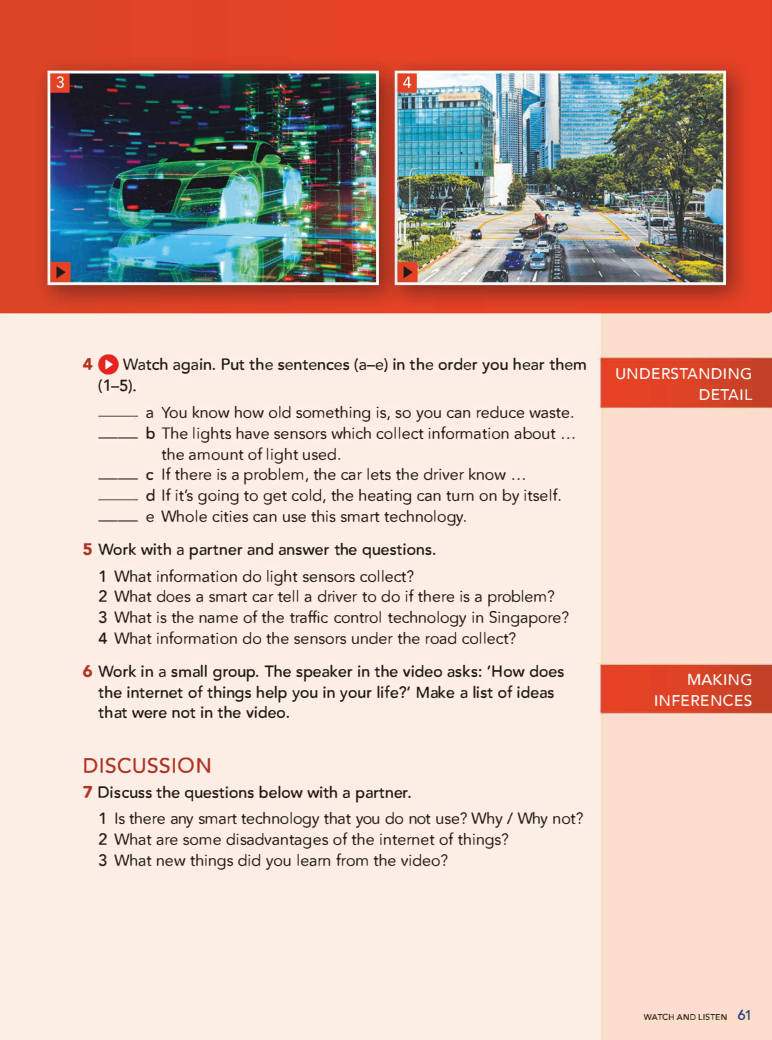 3
4
4 Watch again. Put the sentences (a–e) in the order you hear them
(1–5).
UNDERSTANDING
DETAIL
_____ a You know how old something is, so you can reduce waste.
_____ b The lights have sensors which collect information about …
the amount of light used.
_____ c If there is a problem, the car lets the driver know …
_____ d If it’s going to get cold, the heating can turn on by itself.
_____ e Whole cities can use this smart technology.
5 Work with a partner and answer the questions.
1 What information do light sensors collect?
2 What does a smart car tell a driver to do if there is a problem?
3 What is the name of the traffic control technology in Singapore?
4 What information do the sensors under the road collect?
6 Work in a small group. The speaker in the video asks: ‘How does
the internet of things help you in your life?’ Make a list of ideas
that were not in the video.
MAKING
INFERENCES
DISCUSSION
7 Discuss the questions below with a partner.
1 Is there any smart technology that you do not use? Why / Why not?
2 What are some disadvantages of the internet of things?
3 What new things did you learn from the video?
WATCH AND LISTEN 61